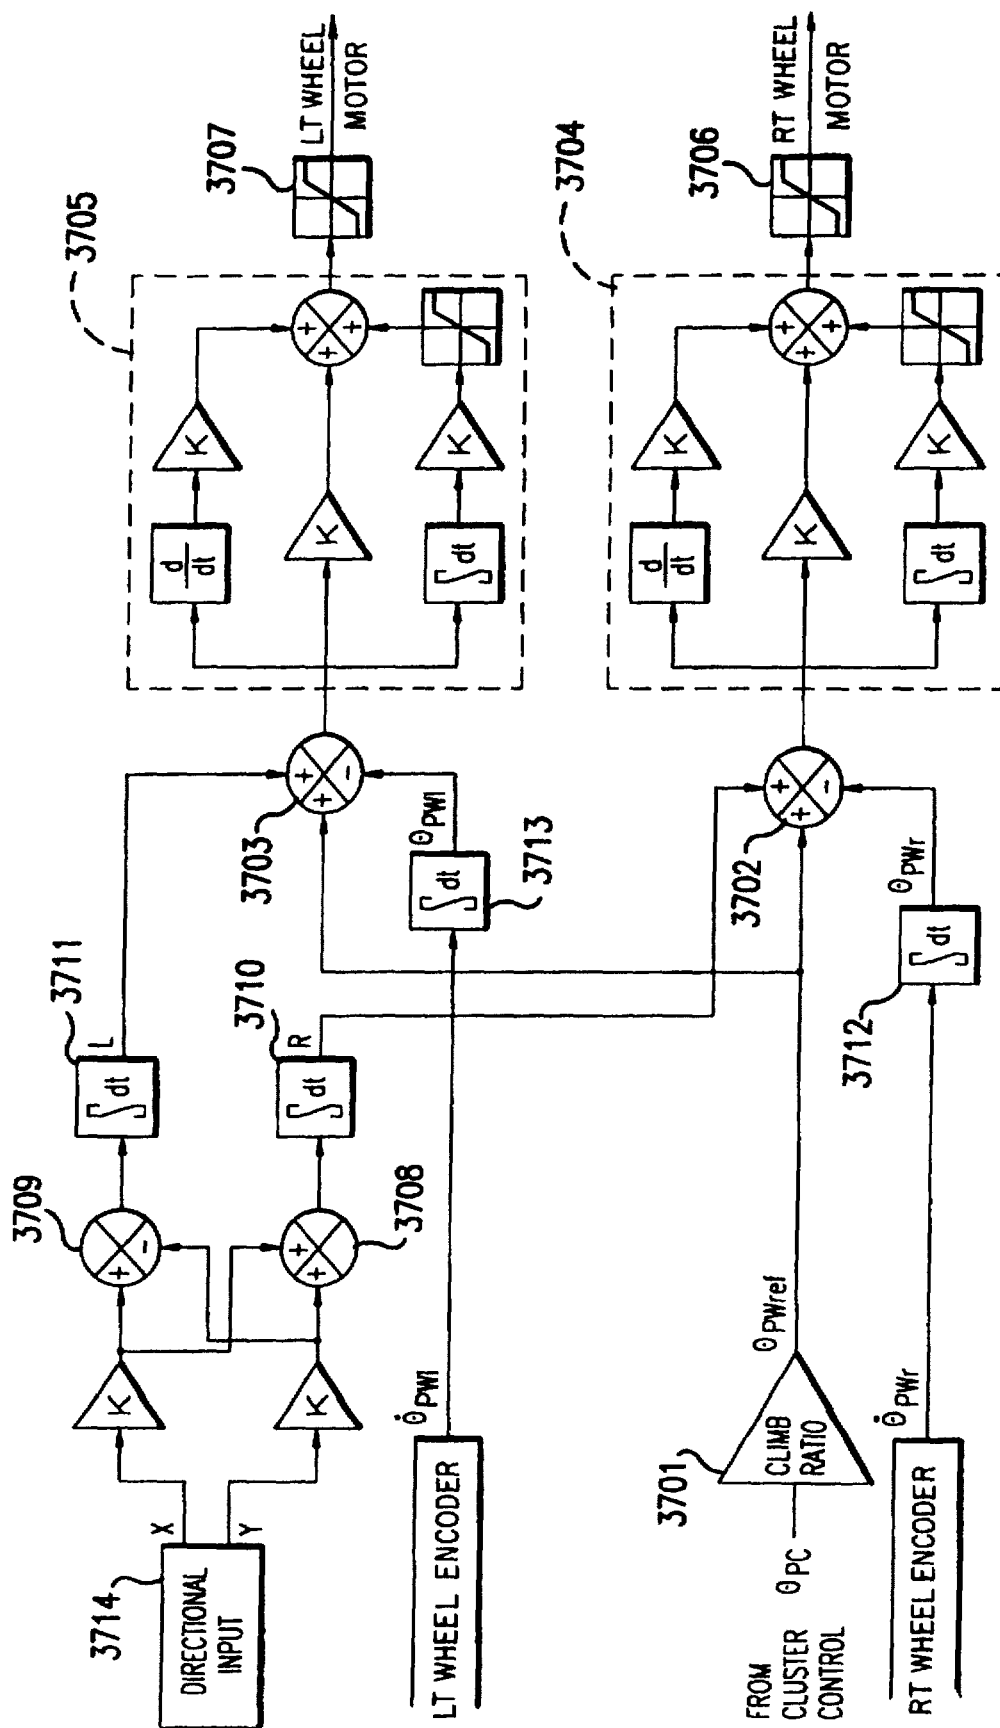 3714
DIRECTIONAL
INPUT
X
Y
K
K
3709
+
-
3708
+
+
3711
∫dt
L
3710
∫dt
R
LT WHEEL ENCODER
Θ̇PWl
3713
∫dt
ΘPWl
3703
+
+
-
3705
d
dt
K
K
∫dt
K
+
+
+
3707
LT WHEEL
MOTOR
FROM
CLUSTER
CONTROL
ΘPC
3701
CLIMB
RATIO
ΘPWref
RT WHEEL ENCODER
Θ̇PWr
3712
∫dt
ΘPWr
3702
+
+
-
3704
d
dt
K
K
∫dt
K
+
+
+
3706
RT WHEEL
MOTOR